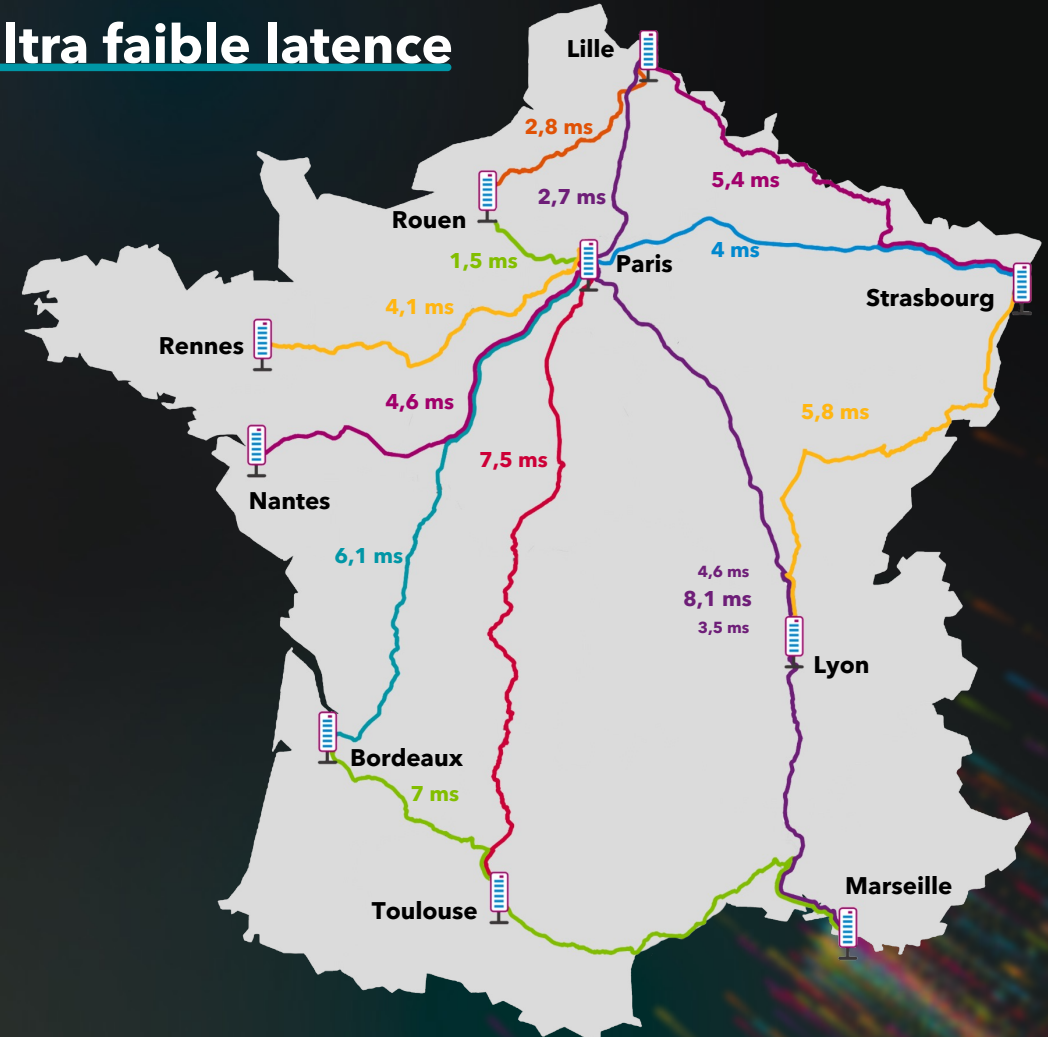 ltra faible latence
Lille
2,8 ms
5,4 ms
2,7 ms
Rouen
4 ms
1,5 ms
Paris
Strasbourg
4,1 ms
Rennes
4,6 ms
5,8 ms
7,5 ms
Nantes
6,1 ms
4,6 ms
8,1 ms
3,5 ms
Lyon
Bordeaux
7 ms
Marseille
Toulouse